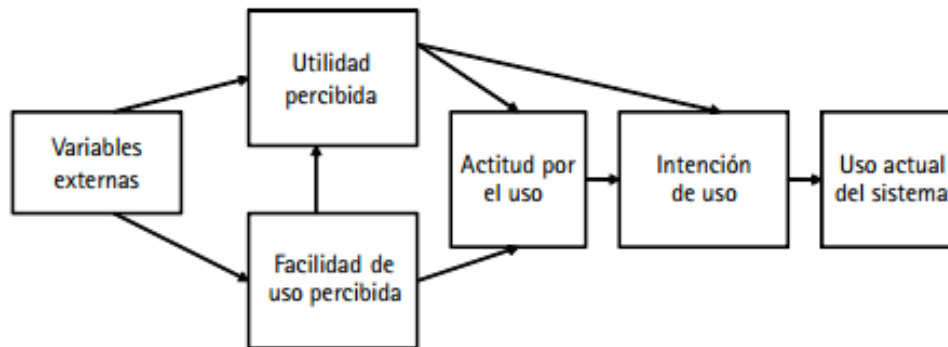 Utilidad
percibida
Variables
externas
Actitud por
el uso
Intención
de uso
Uso actual
del sistema
Facilidad de
uso percibida